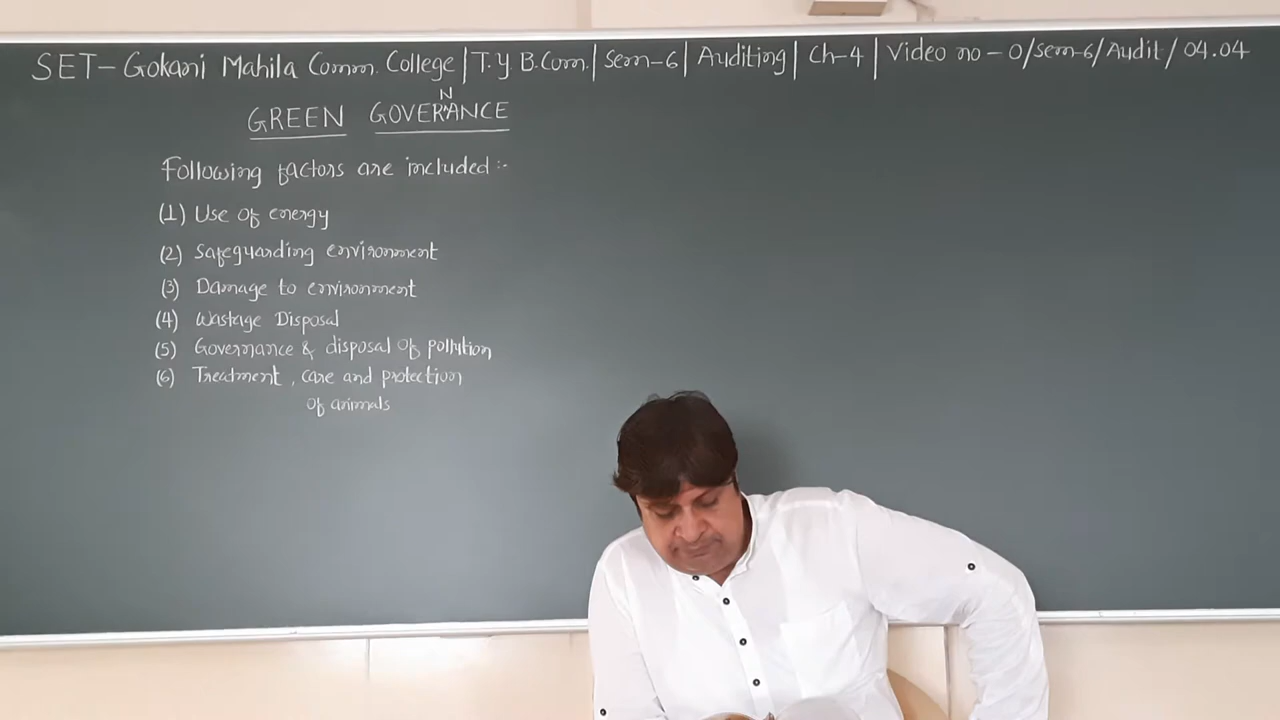 SET- Gokani Mahila Comm. College | T.Y B.Com. | Sem-6 | Auditing | Ch-4 | Video no - 0/sem-6/Audit/04.04
GREEN GOVERNANCE
Following factors are included :-
(1) Use of energy
(2) Safeguarding environment
(3) Damage to environment
(4) Wastage Disposal
(5) Governance & disposal of pollution
(6) Treatment, care and protection
of animals